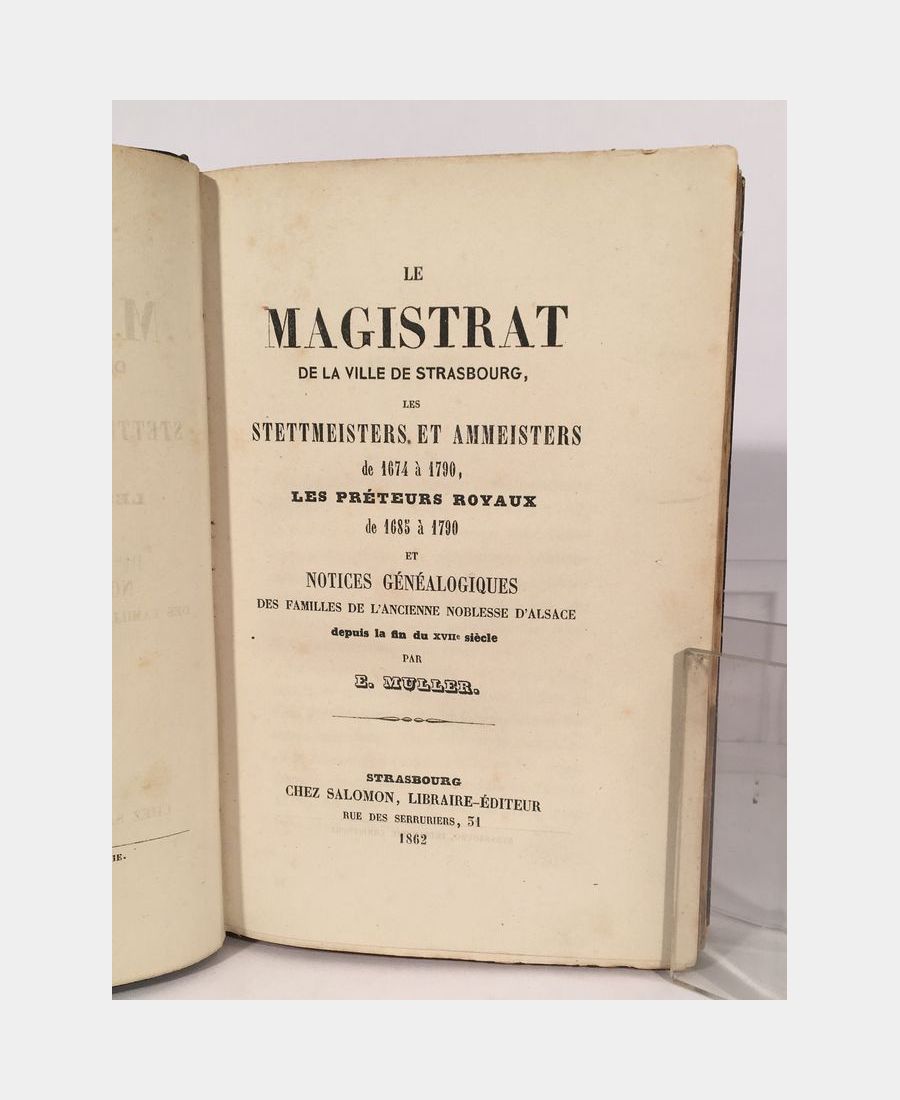 LE
MAGISTRAT
DE LA VILLE DE STRASBOURG,
LES
STETTMEISTERS ET AMMEISTERS
de 1674 à 1790,
LES PRÉTEURS ROYAUX
de 1685 à 1790
ET
NOTICES GÉNÉALOGIQUES
DES FAMILLES DE L'ANCIENNE NOBLESSE D'ALSACE
depuis la fin du XVIIe siècle
PAR
E. MULLER.
STRASBOURG
CHEZ SALOMON, LIBRAIRE-ÉDITEUR
RUE DES SERRURIERS, 31
1862